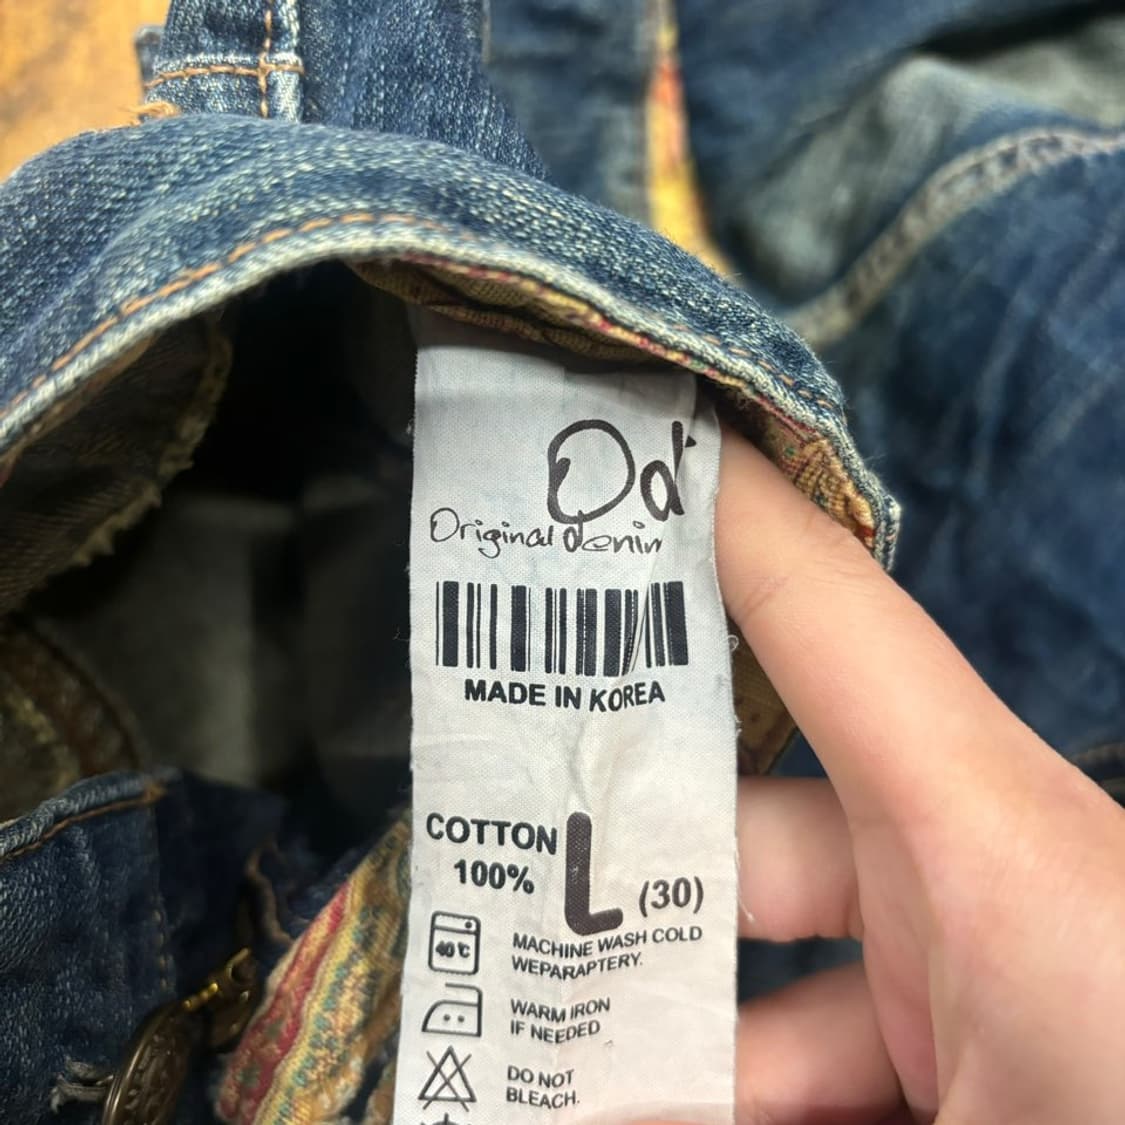 Od
Original denim
MADE IN KOREA
COTTON
100%
L (30)
40℃
MACHINE WASH COLD
WEPARAPTERY.
WARM IRON
IF NEEDED
DO NOT
BLEACH.